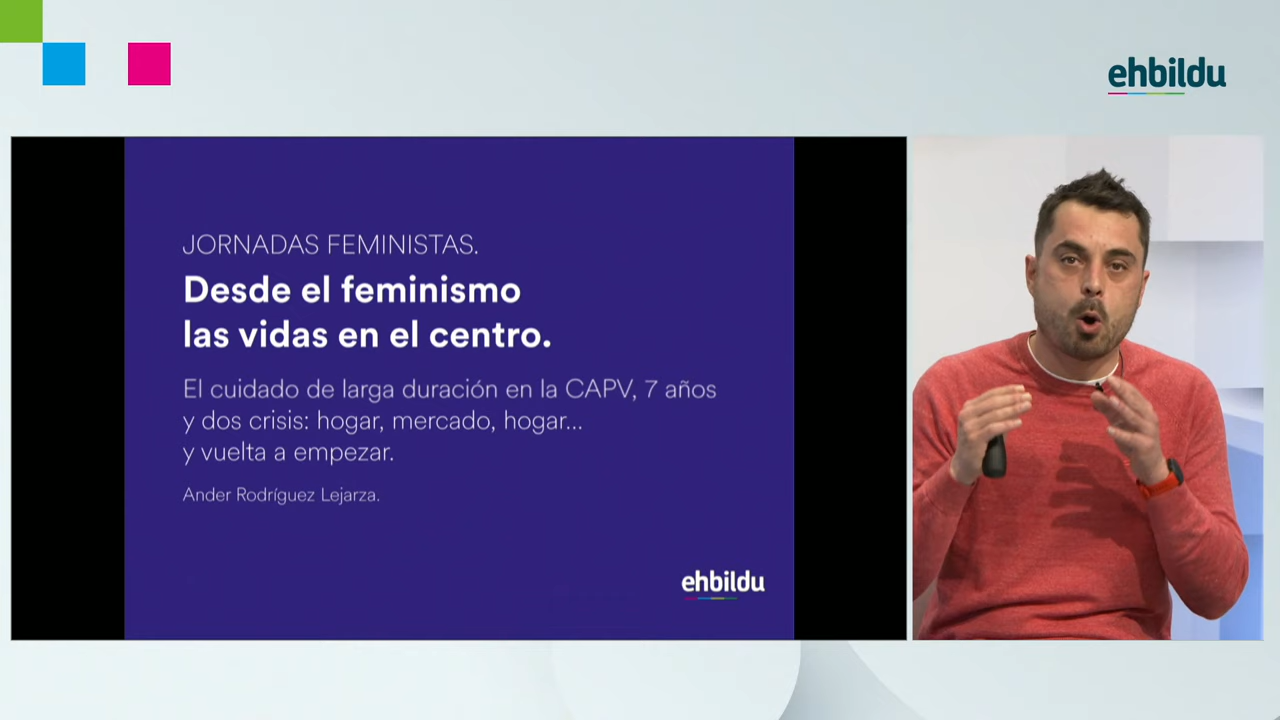 ehbildu
JORNADAS FEMINISTAS.
Desde el feminismo
las vidas en el centro.
El cuidado de larga duración en la CAPV, 7 años
y dos crisis: hogar, mercado, hogar...
y vuelta a empezar.
Ander Rodríguez Lejarza.
ehbildu